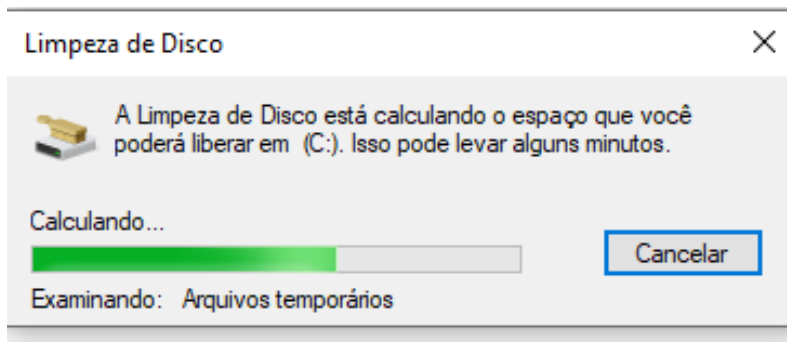 Limpeza de Disco
A Limpeza de Disco está calculando o espaço que você
poderá liberar em (C:). Isso pode levar alguns minutos.
Calculando...
Cancelar
Examinando: Arquivos temporários